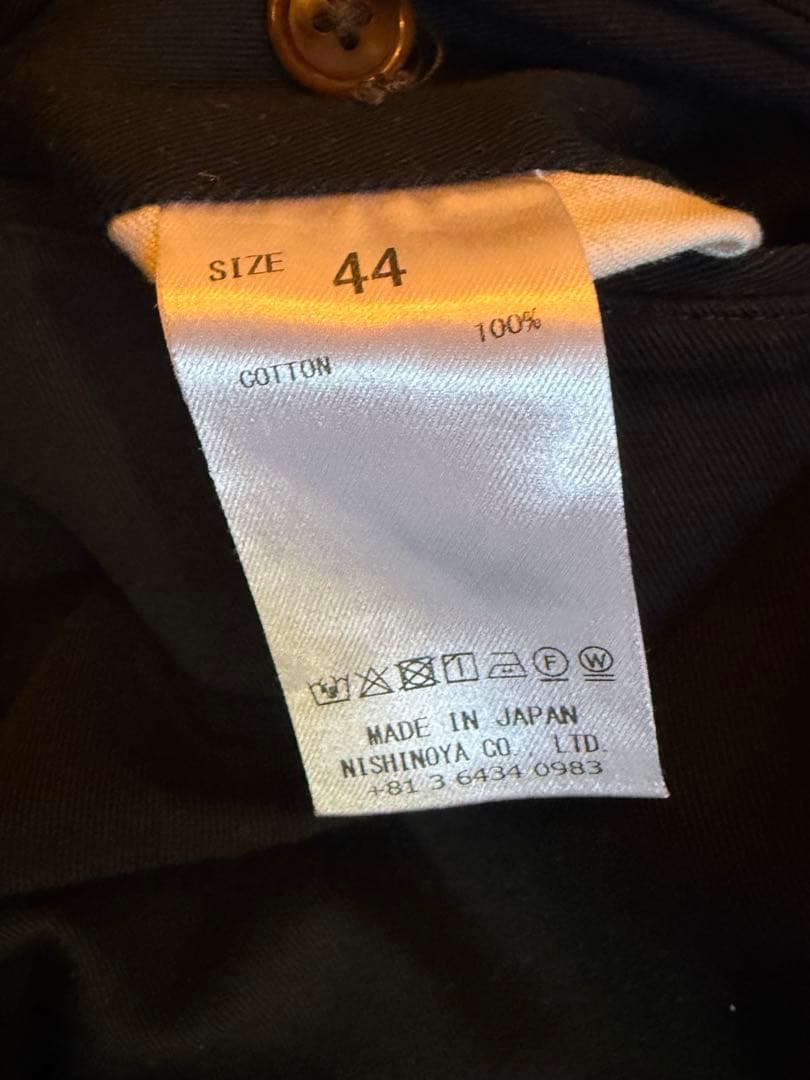 SIZE 44
100%
COTTON
F W
MADE IN JAPAN
NISHINOYA CO., LTD.
+81 3 6434 0983